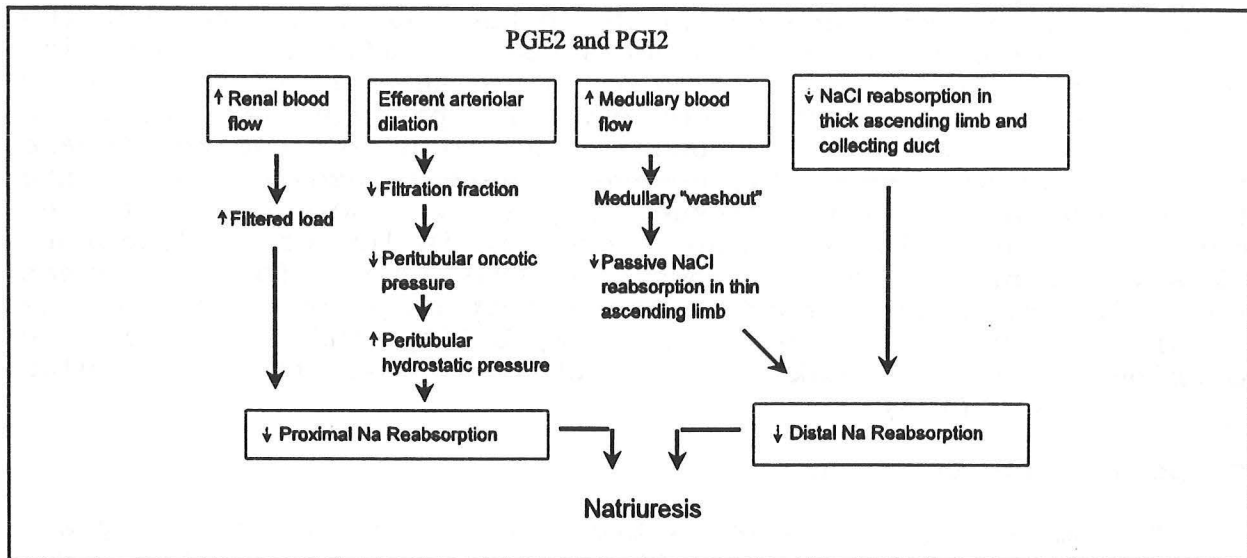 PGE2 and PGI2
↑ Renal blood
flow
Efferent arteriolar
dilation
↑ Medullary blood
flow
↓ NaCl reabsorption in
thick ascending limb and
collecting duct
↑ Filtered load
↓ Filtration fraction
↓ Peritubular oncotic
pressure
↑ Peritubular
hydrostatic pressure
Medullary "washout"
↓ Passive NaCl
reabsorption in thin
ascending limb
↓ Proximal Na Reabsorption
↓ Distal Na Reabsorption
Natriuresis